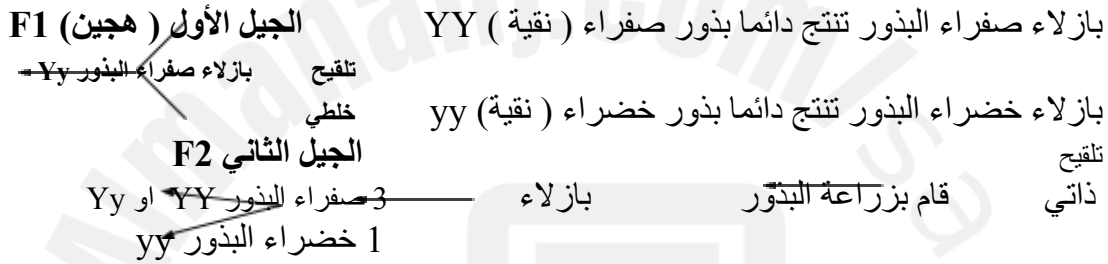 بازلاء صفراء البذور تنتج دائما بذور صفراء ( نقية ) YY
الجيل الأول ( هجين) F1
تلقيح بازلاء صفراء البذور Yy
خلطي
بازلاء خضراء البذور تنتج دائما بذور خضراء ( نقية) yy
الجيل الثاني F2
تلقيح
ذاتي قام بزراعة البذور بازلاء 3 صفراء البذور YY او Yy
1 خضراء البذور yy